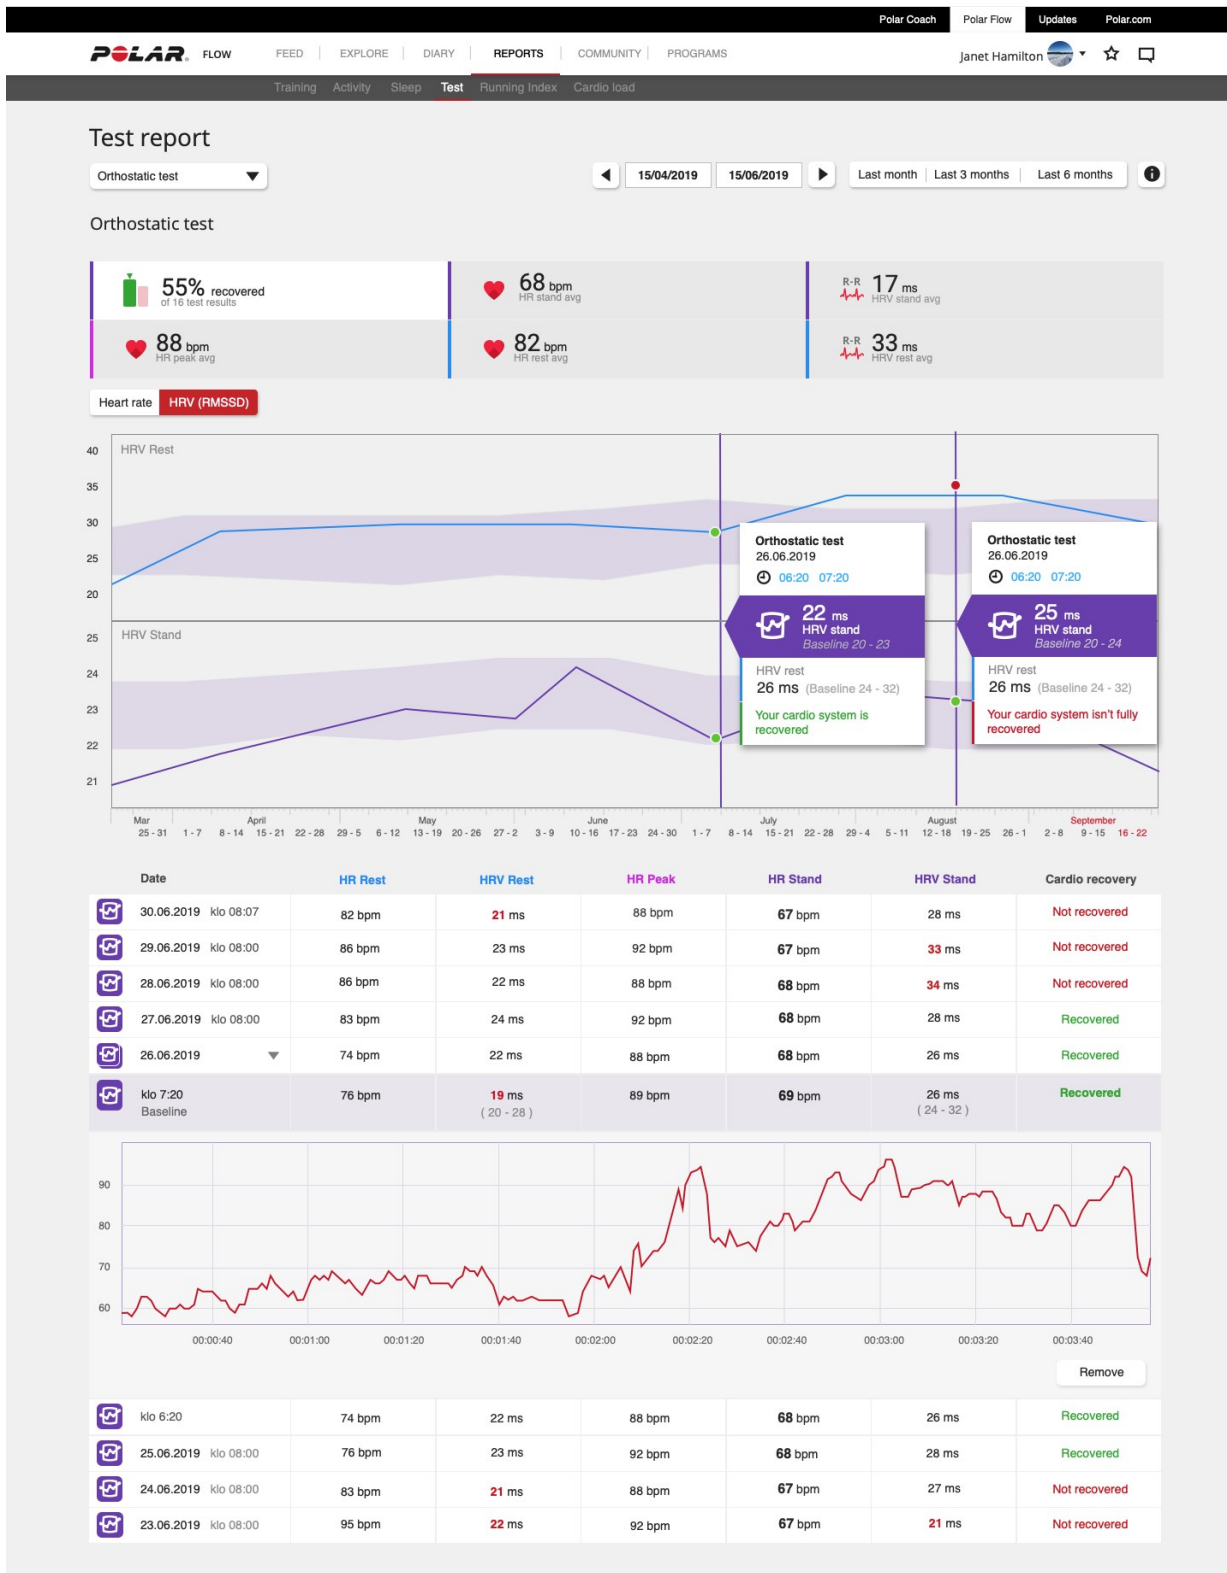 Polar Coach Polar Flow Updates Polar.com
POLAR. FLOW FEED EXPLORE DIARY REPORTS COMMUNITY PROGRAMS Janet Hamilton
Training Activity Sleep Test Running Index Cardio load
Test report
Orthostatic test 15/04/2019 15/06/2019 Last month Last 3 months Last 6 months
Orthostatic test
55% recovered
of 16 test results
68 bpm
HR stand avg
R-R 17 ms
HRV stand avg
88 bpm
HR peak avg
82 bpm
HR rest avg
R-R 33 ms
HRV rest avg
Heart rate HRV (RMSSD)
HRV Rest
40
35
30
25
20
HRV Stand
25
24
23
22
21
Orthostatic test
26.06.2019
06:20 07:20
22 ms
HRV stand
Baseline 20 - 23
HRV rest
26 ms (Baseline 24 - 32)
Your cardio system is
recovered
Orthostatic test
26.06.2019
06:20 07:20
25 ms
HRV stand
Baseline 20 - 24
HRV rest
26 ms (Baseline 24 - 32)
Your cardio system isn't fully
recovered
Mar April May June July August September
25 - 31 1 - 7 8 - 14 15 - 21 22 - 28 29 - 5 6 - 12 13 - 19 20 - 26 27 - 2 3 - 9 10 - 16 17 - 23 24 - 30 1 - 7 8 - 14 15 - 21 22 - 28 29 - 4 5 - 11 12 - 18 19 - 25 26 - 1 2 - 8 9 - 15 16 - 22
Date HR Rest HRV Rest HR Peak HR Stand HRV Stand Cardio recovery
30.06.2019 klo 08:07 82 bpm 21 ms 88 bpm 67 bpm 28 ms Not recovered
29.06.2019 klo 08:00 86 bpm 23 ms 92 bpm 67 bpm 33 ms Not recovered
28.06.2019 klo 08:00 86 bpm 22 ms 88 bpm 68 bpm 34 ms Not recovered
27.06.2019 klo 08:00 83 bpm 24 ms 92 bpm 68 bpm 28 ms Recovered
26.06.2019 74 bpm 22 ms 88 bpm 68 bpm 26 ms Recovered
klo 7:20 76 bpm 19 ms 89 bpm 69 bpm 26 ms Recovered
Baseline ( 20 - 28 ) ( 24 - 32 )
90
80
70
60
00:00:40 00:01:00 00:01:20 00:01:40 00:02:00 00:02:20 00:02:40 00:03:00 00:03:20 00:03:40
Remove
klo 6:20 74 bpm 22 ms 88 bpm 68 bpm 26 ms Recovered
25.06.2019 klo 08:00 76 bpm 23 ms 92 bpm 68 bpm 28 ms Recovered
24.06.2019 klo 08:00 83 bpm 21 ms 88 bpm 67 bpm 27 ms Not recovered
23.06.2019 klo 08:00 95 bpm 22 ms 92 bpm 67 bpm 21 ms Not recovered